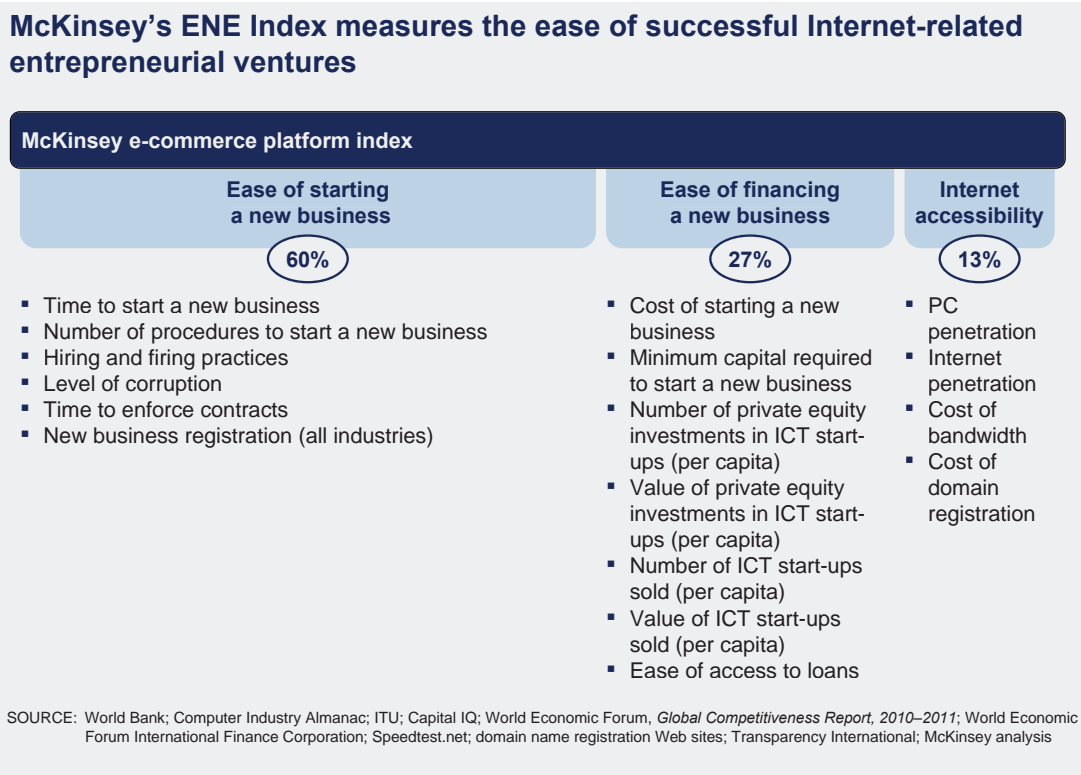 McKinsey’s ENE Index measures the ease of successful Internet-related
entrepreneurial ventures
McKinsey e-commerce platform index
Ease of starting
a new business
60%
▪ Time to start a new business
▪ Number of procedures to start a new business
▪ Hiring and firing practices
▪ Level of corruption
▪ Time to enforce contracts
▪ New business registration (all industries)
Ease of financing
a new business
27%
▪ Cost of starting a new
business
▪ Minimum capital required
to start a new business
▪ Number of private equity
investments in ICT start-
ups (per capita)
▪ Value of private equity
investments in ICT start-
ups (per capita)
▪ Number of ICT start-ups
sold (per capita)
▪ Value of ICT start-ups
sold (per capita)
▪ Ease of access to loans
Internet
accessibility
13%
▪ PC
penetration
▪ Internet
penetration
▪ Cost of
bandwidth
▪ Cost of
domain
registration
SOURCE: World Bank; Computer Industry Almanac; ITU; Capital IQ; World Economic Forum, Global Competitiveness Report, 2010–2011; World Economic
Forum International Finance Corporation; Speedtest.net; domain name registration Web sites; Transparency International; McKinsey analysis